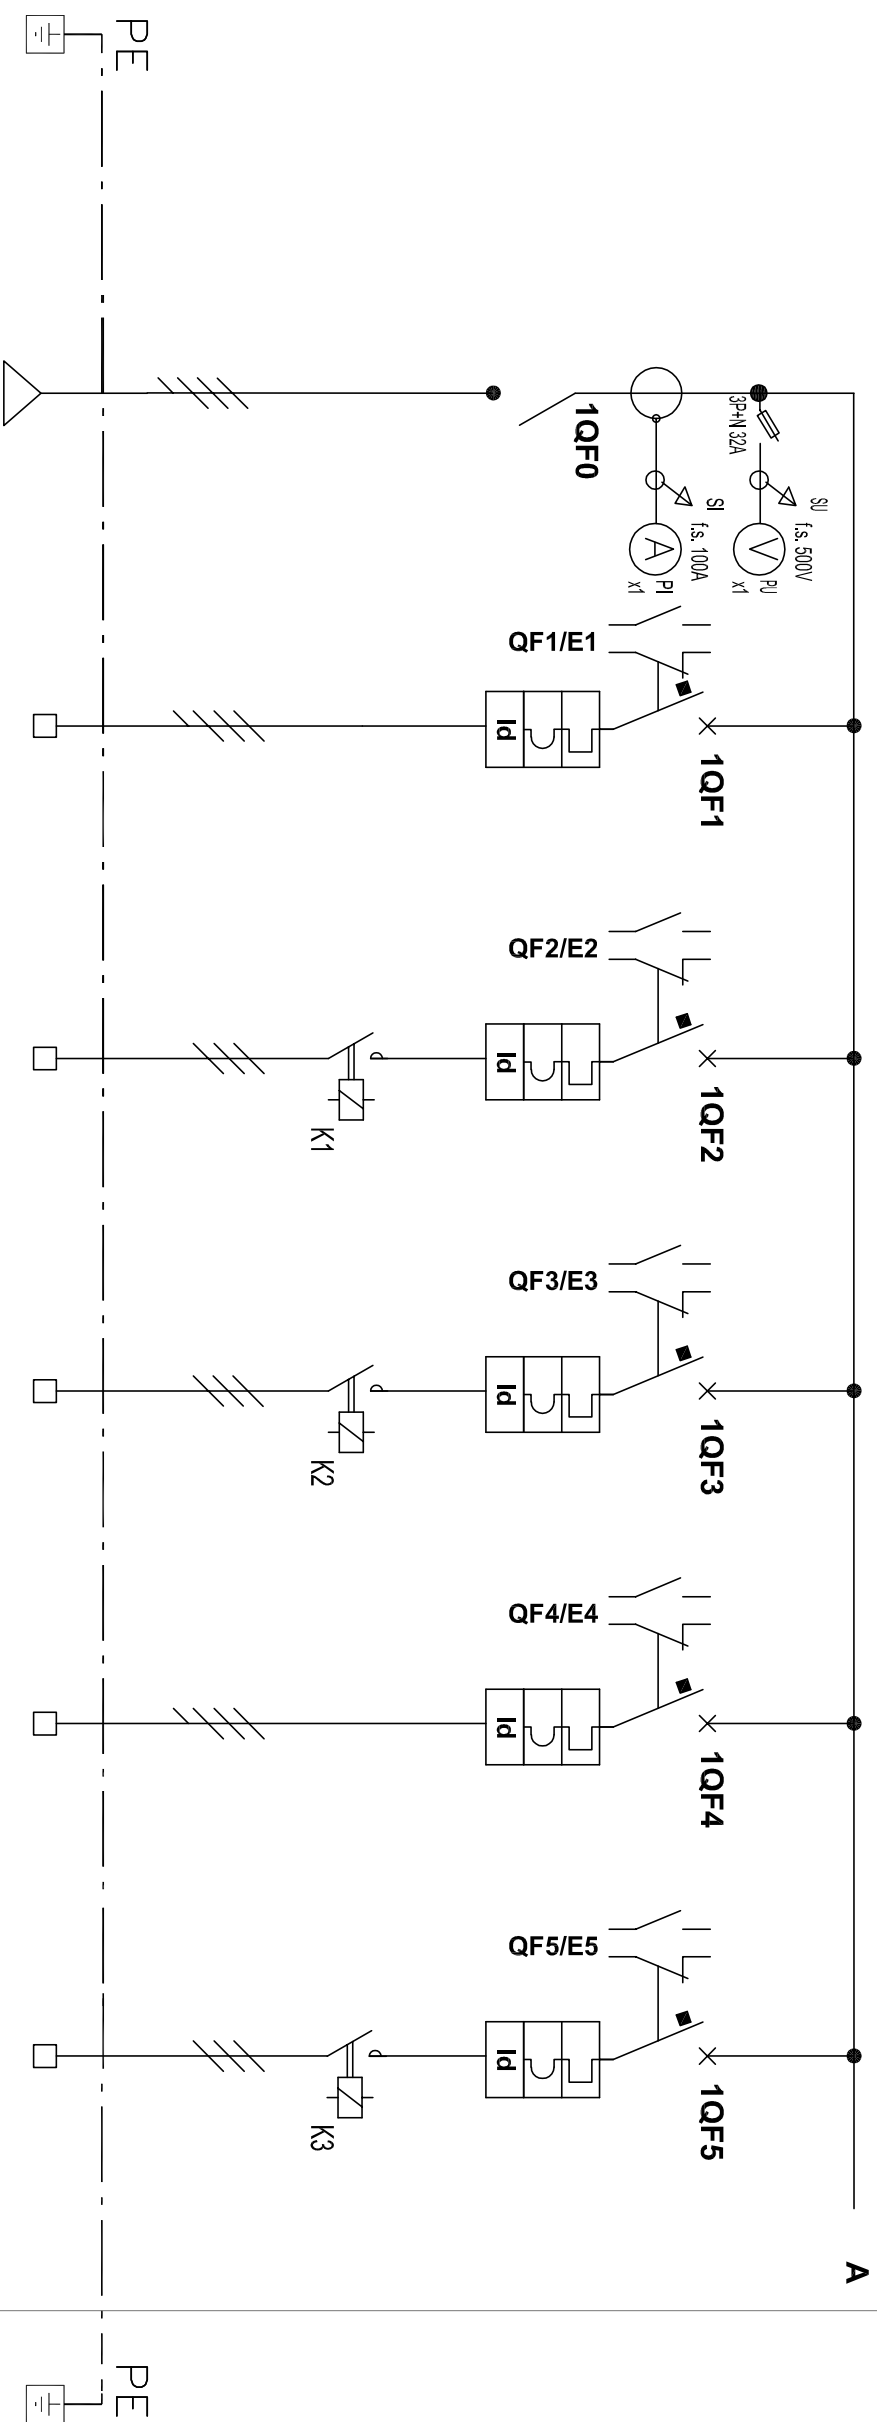 PE
3P+N 32A
SU
f.s. 500V
V
PU
x1
SI
f.s. 100A
A
PI
x1
1QF0
QF1/E1
1QF1
Id
QF2/E2
1QF2
Id
K1
QF3/E3
1QF3
Id
K2
QF4/E4
1QF4
Id
QF5/E5
1QF5
Id
K3
A
PE